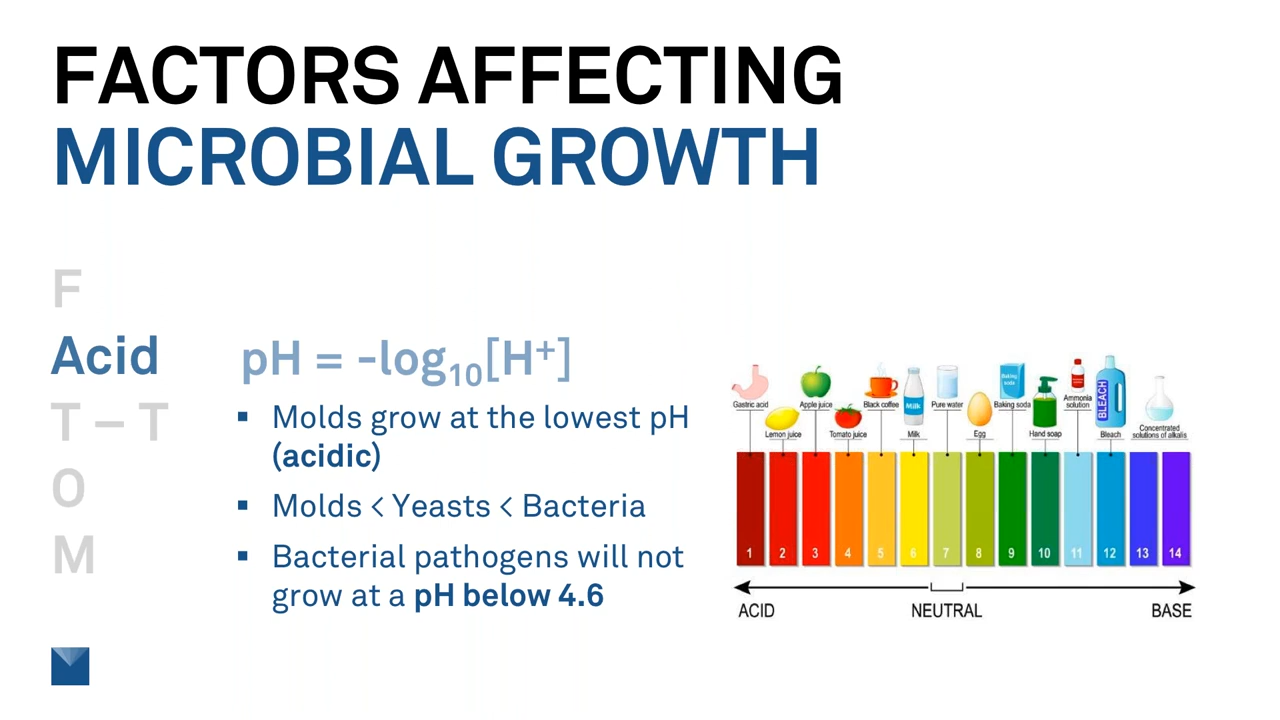 FACTORS AFFECTING
MICROBIAL GROWTH
F
Acid
T – T
O
M
pH = -log₁₀[H⁺]
▪ Molds grow at the lowest pH
(acidic)
▪ Molds < Yeasts < Bacteria
▪ Bacterial pathogens will not
grow at a pH below 4.6
Gastric acid
Apple juice
Black coffee
Pure water
Baking soda
Ammonia
solution
Lemon juice
Tomato juice
Milk
Egg
Hand soap
Bleach
Concentrated
solutions of alkalis
Milk
Baking
soda
BLEACH
1 2 3 4 5 6 7 8 9 10 11 12 13 14
ACID NEUTRAL BASE